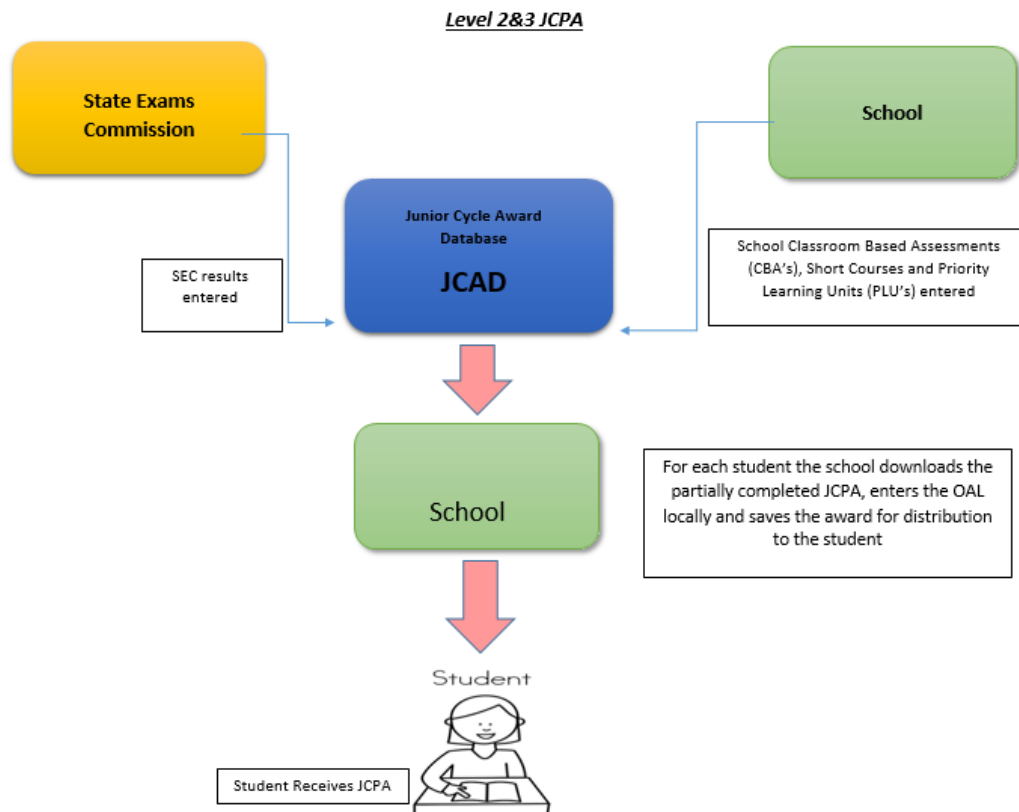 Level 2&3 JCPA
State Exams
Commission
School
Junior Cycle Award
Database
JCAD
SEC results
entered
School Classroom Based Assessments
(CBA's), Short Courses and Priority
Learning Units (PLU's) entered
School
For each student the school downloads the
partially completed JCPA, enters the OAL
locally and saves the award for distribution
to the student
Student
Student Receives JCPA